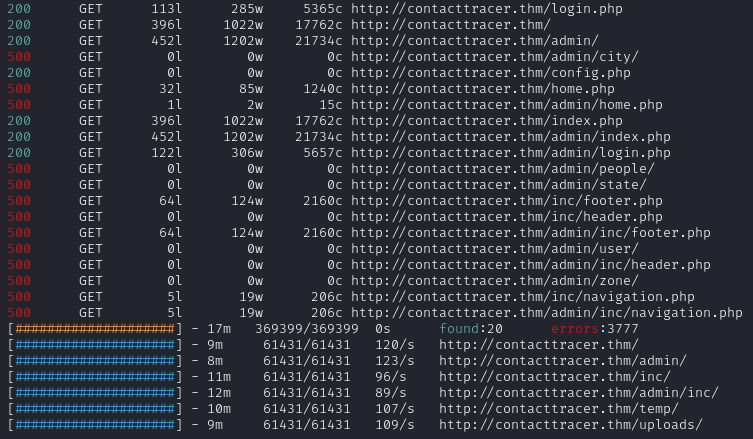 200 GET 113l 285w 5365c http://contacttracer.thm/login.php
200 GET 396l 1022w 17762c http://contacttracer.thm/
200 GET 452l 1202w 21734c http://contacttracer.thm/admin/
500 GET 0l 0w 0c http://contacttracer.thm/admin/city/
200 GET 0l 0w 0c http://contacttracer.thm/config.php
500 GET 32l 85w 1240c http://contacttracer.thm/home.php
500 GET 1l 2w 15c http://contacttracer.thm/admin/home.php
200 GET 396l 1022w 17762c http://contacttracer.thm/index.php
200 GET 452l 1202w 21734c http://contacttracer.thm/admin/index.php
200 GET 122l 306w 5657c http://contacttracer.thm/admin/login.php
500 GET 0l 0w 0c http://contacttracer.thm/admin/people/
500 GET 0l 0w 0c http://contacttracer.thm/admin/state/
500 GET 64l 124w 2160c http://contacttracer.thm/inc/footer.php
500 GET 0l 0w 0c http://contacttracer.thm/inc/header.php
500 GET 64l 124w 2160c http://contacttracer.thm/admin/inc/footer.php
500 GET 0l 0w 0c http://contacttracer.thm/admin/user/
500 GET 0l 0w 0c http://contacttracer.thm/admin/inc/header.php
500 GET 0l 0w 0c http://contacttracer.thm/admin/zone/
500 GET 5l 19w 206c http://contacttracer.thm/inc/navigation.php
500 GET 5l 19w 206c http://contacttracer.thm/admin/inc/navigation.php
[####################] - 17m 369399/369399 0s found:20 errors:3777
[####################] - 9m 61431/61431 120/s http://contacttracer.thm/
[####################] - 8m 61431/61431 123/s http://contacttracer.thm/admin/
[####################] - 11m 61431/61431 96/s http://contacttracer.thm/inc/
[####################] - 12m 61431/61431 89/s http://contacttracer.thm/admin/inc/
[####################] - 10m 61431/61431 107/s http://contacttracer.thm/temp/
[####################] - 9m 61431/61431 109/s http://contacttracer.thm/uploads/